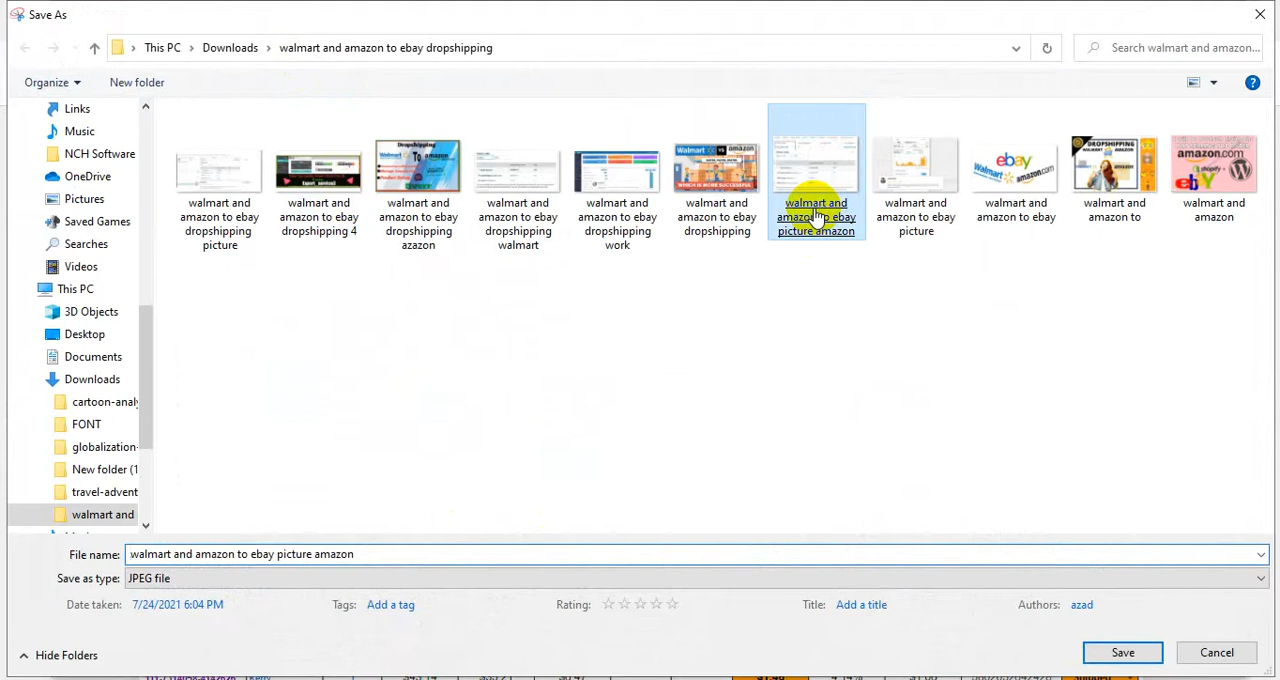 Save As
This PC > Downloads > walmart and amazon to ebay dropshipping
Search walmart and amazon...
Organize
New folder
Links
Music
NCH Software
OneDrive
Pictures
Saved Games
Searches
Videos
This PC
3D Objects
Desktop
Documents
Downloads
cartoon-anal
FONT
globalization-
New folder (1
travel-advent
walmart and
walmart and
amazon to ebay
dropshipping
picture
walmart and
amazon to ebay
dropshipping 4
walmart and
amazon to ebay
dropshipping
azazon
walmart and
amazon to ebay
dropshipping
walmart
walmart and
amazon to ebay
dropshipping
work
walmart and
amazon to ebay
dropshipping
walmart and
amazon to ebay
picture amazon
walmart and
amazon to ebay
picture
walmart and
amazon to ebay
walmart and
amazon to
walmart and
amazon
File name: walmart and amazon to ebay picture amazon
Save as type: JPEG file
Date taken: 7/24/2021 6:04 PM
Tags: Add a tag
Rating:
Title: Add a title
Authors: azad
Hide Folders
Save
Cancel